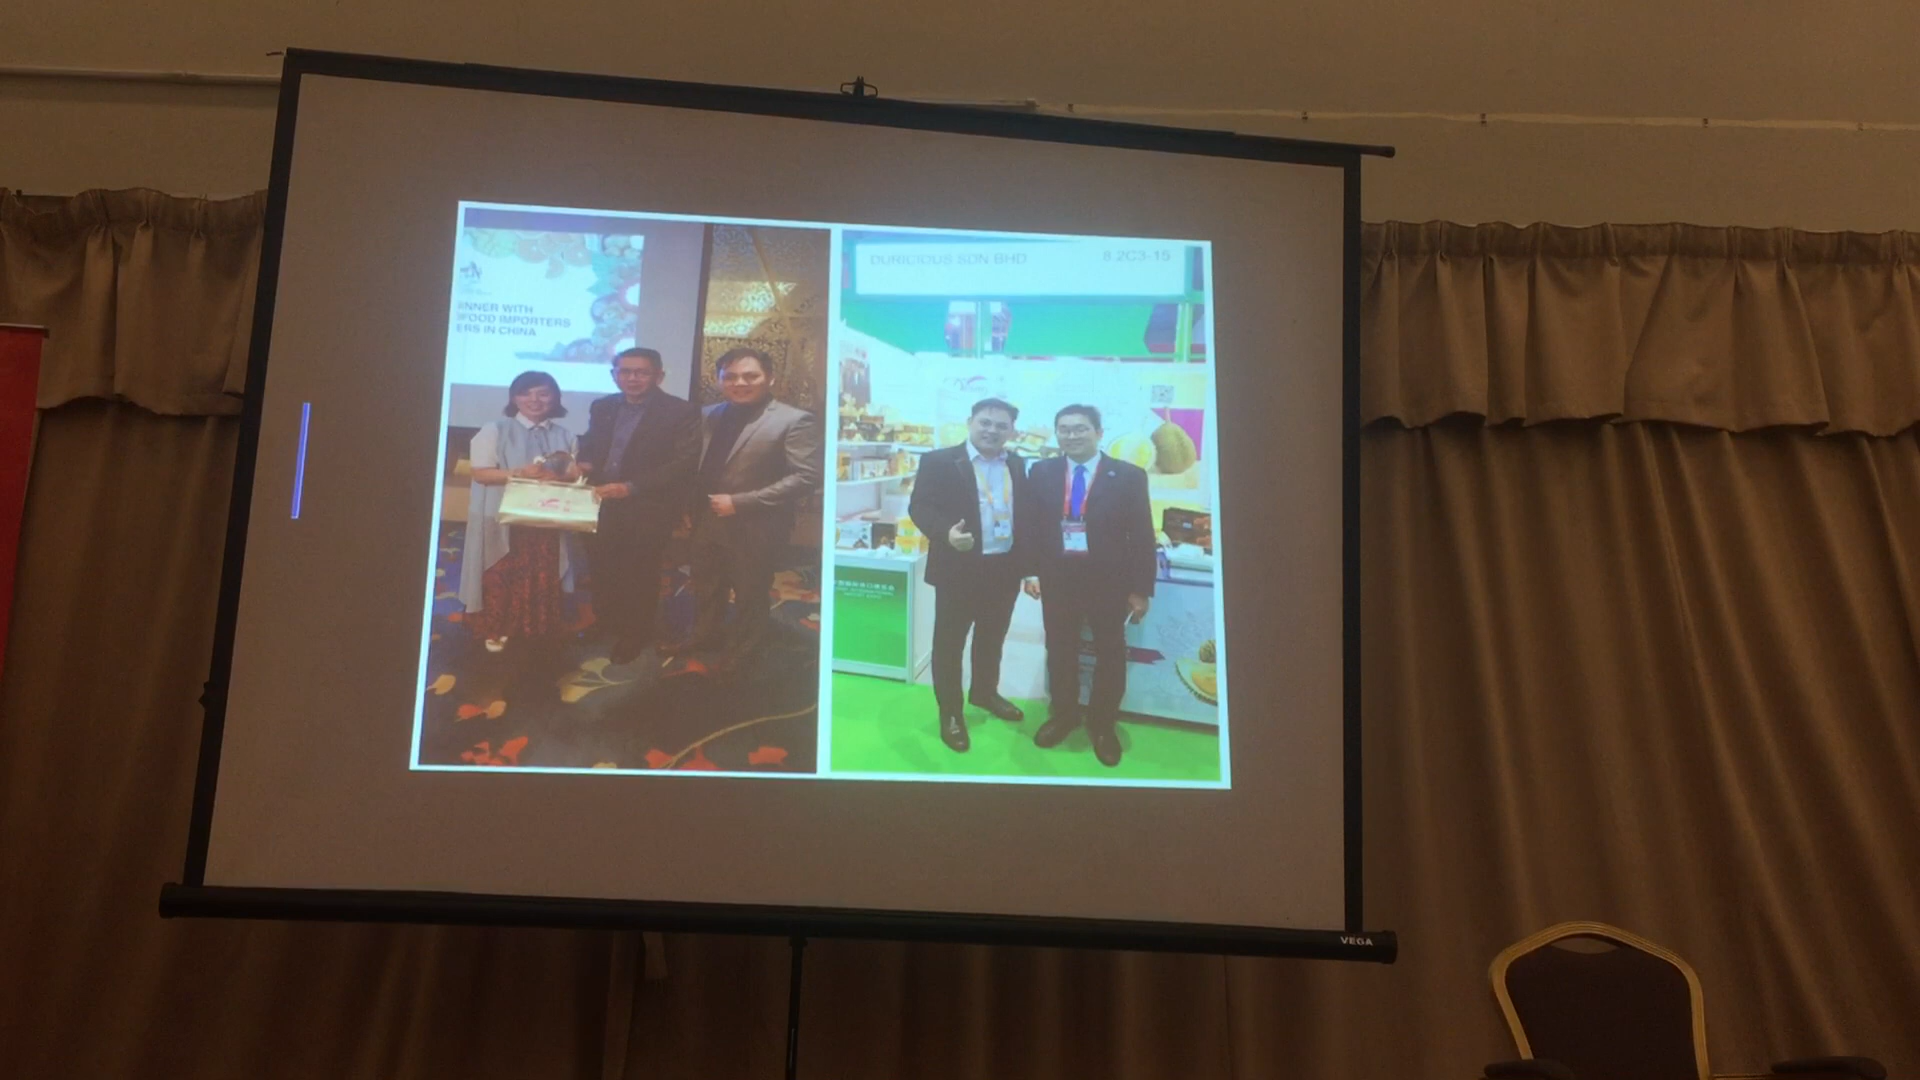 INNER WITH
FOOD IMPORTERS
ERS IN CHINA
DURICIOUS SDN BHD
8.2C3-15
VEGA